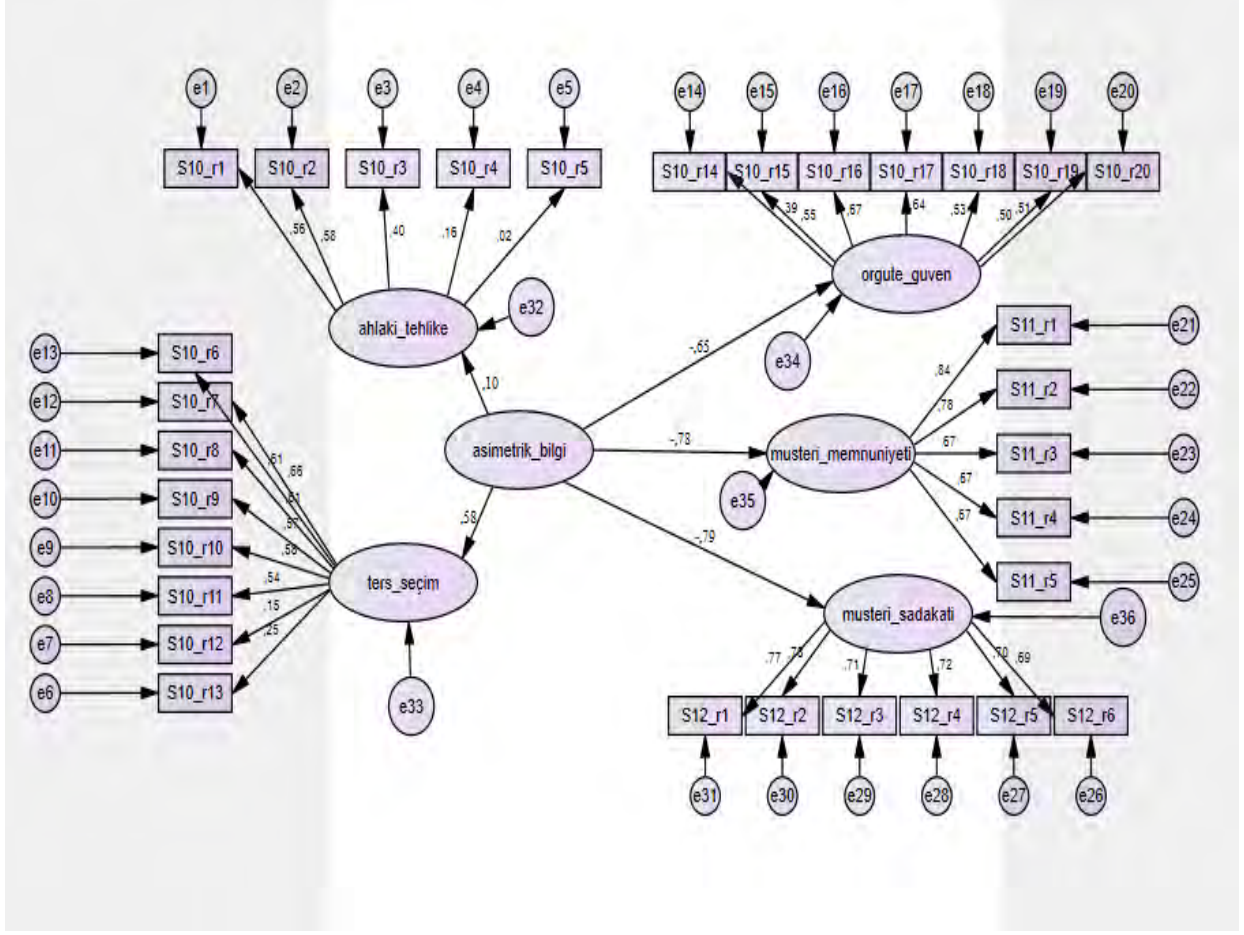 e1 e2 e3 e4 e5
S10_r1 S10_r2 S10_r3 S10_r4 S10_r5
,56 ,58 ,40 ,16 ,02
ahlaki_tehlike
e32
e14 e15 e16 e17 e18 e19 e20
S10_r14 S10_r15 S10_r16 S10_r17 S10_r18 S10_r19 S10_r20
,39 ,55 ,67 ,64 ,53 ,50 ,51
orgute_guven
e34
e13 S10_r6
e12 S10_r7
e11 S10_r8
e10 S10_r9
e9 S10_r10
e8 S10_r11
e7 S10_r12
e6 S10_r13
,61 ,66
,61
,58
,54
,15
,25
ters_seçim
e33
asimetrik_bilgi
,10
,58
-,65
-,78
-,79
musteri_memnuniyeti
e35
,84
,78
,67
,67
,67
S11_r1 e21
S11_r2 e22
S11_r3 e23
S11_r4 e24
S11_r5 e25
musteri_sadakati
e36
,77 ,71 ,72 ,70 ,69
S12_r1 S12_r2 S12_r3 S12_r4 S12_r5 S12_r6
e31 e30 e29 e28 e27 e26